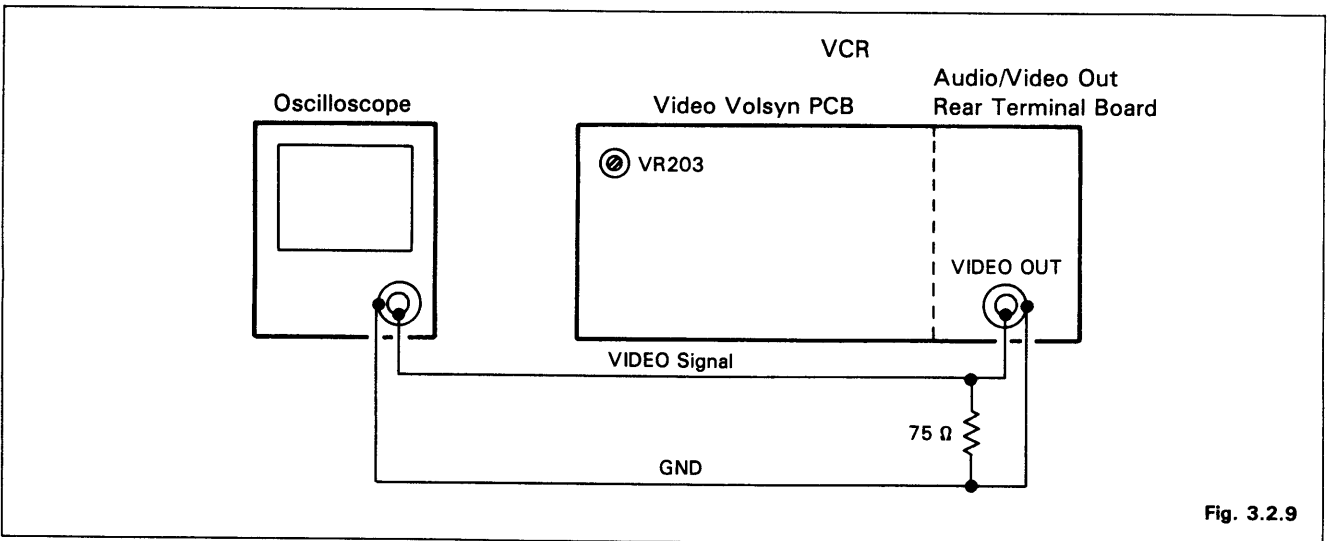 VCR
Oscilloscope
Video Volsyn PCB
Audio/Video Out
Rear Terminal Board
VR203
VIDEO OUT
VIDEO Signal
75 Ω
GND
Fig. 3.2.9